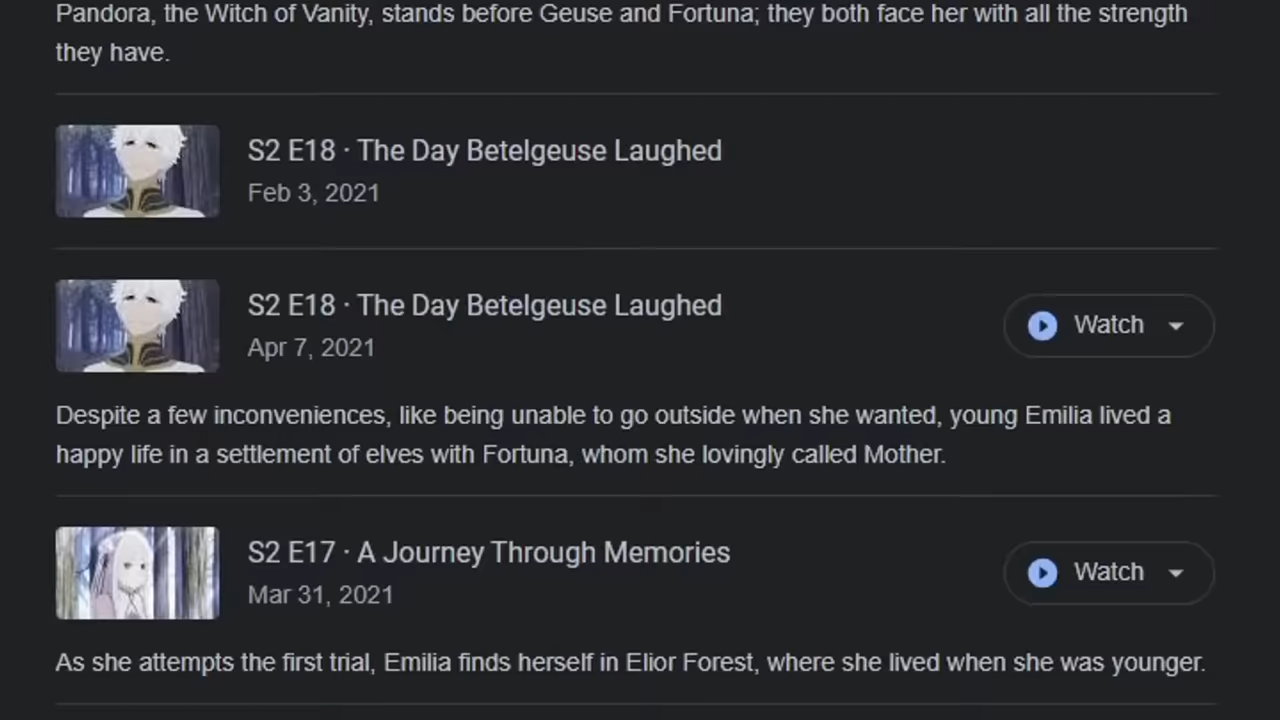 Pandora, the Witch of Vanity, stands before Geuse and Fortuna; they both face her with all the strength
they have.
S2 E18 · The Day Betelgeuse Laughed
Feb 3, 2021
S2 E18 · The Day Betelgeuse Laughed
Apr 7, 2021
Watch
Despite a few inconveniences, like being unable to go outside when she wanted, young Emilia lived a
happy life in a settlement of elves with Fortuna, whom she lovingly called Mother.
S2 E17 · A Journey Through Memories
Mar 31, 2021
Watch
As she attempts the first trial, Emilia finds herself in Elior Forest, where she lived when she was younger.